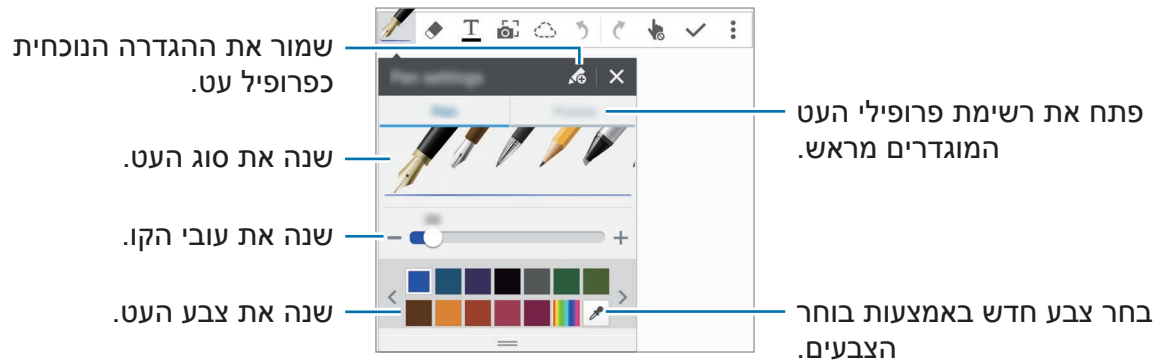 שמור את ההגדרה הנוכחית
כפרופיל עט.
פתח את רשימת פרופילי העט
המוגדרים מראש.
שנה את סוג העט.
שנה את עובי הקו.
שנה את צבע העט.
בחר צבע חדש באמצעות בוחר
הצבעים.